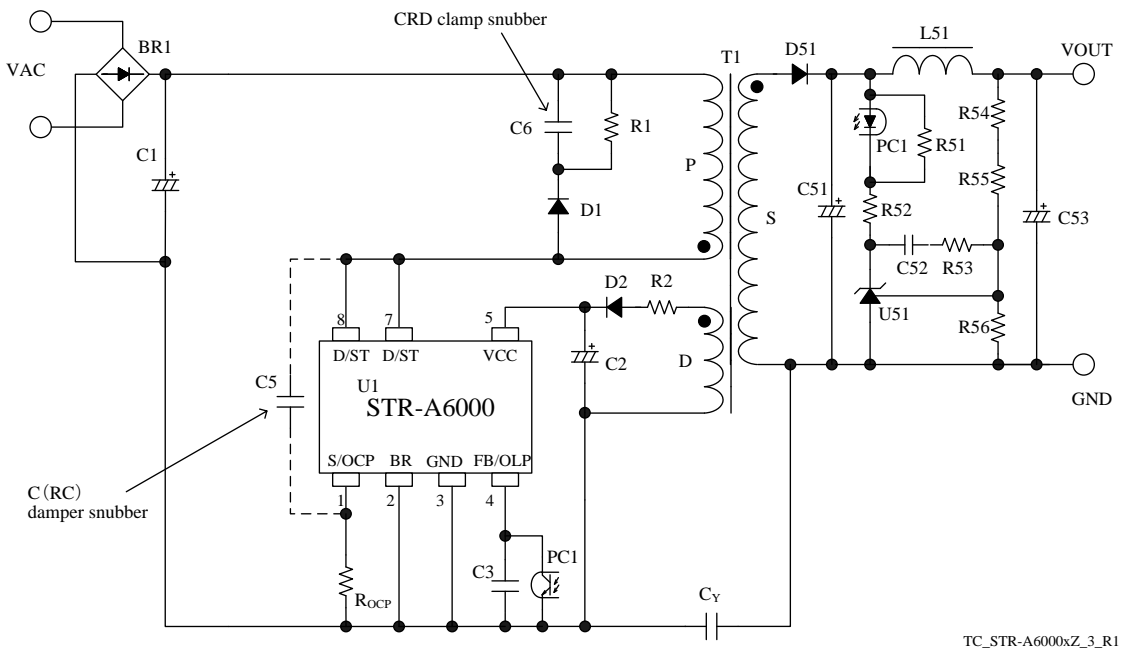 CRD clamp snubber
VAC
BR1
C1
C6
R1
D1
P
T1
S
D51
L51
VOUT
PC1
R51
R54
R55
C51
R52
C53
C52
R53
U51
R56
GND
D2
R2
C2
D
8
7
5
D/ST
D/ST
VCC
U1
STR-A6000
C5
S/OCP
BR
GND
FB/OLP
1
2
3
4
C(RC)
damper snubber
ROCP
C3
PC1
CY
TC_STR-A6000xZ_3_R1